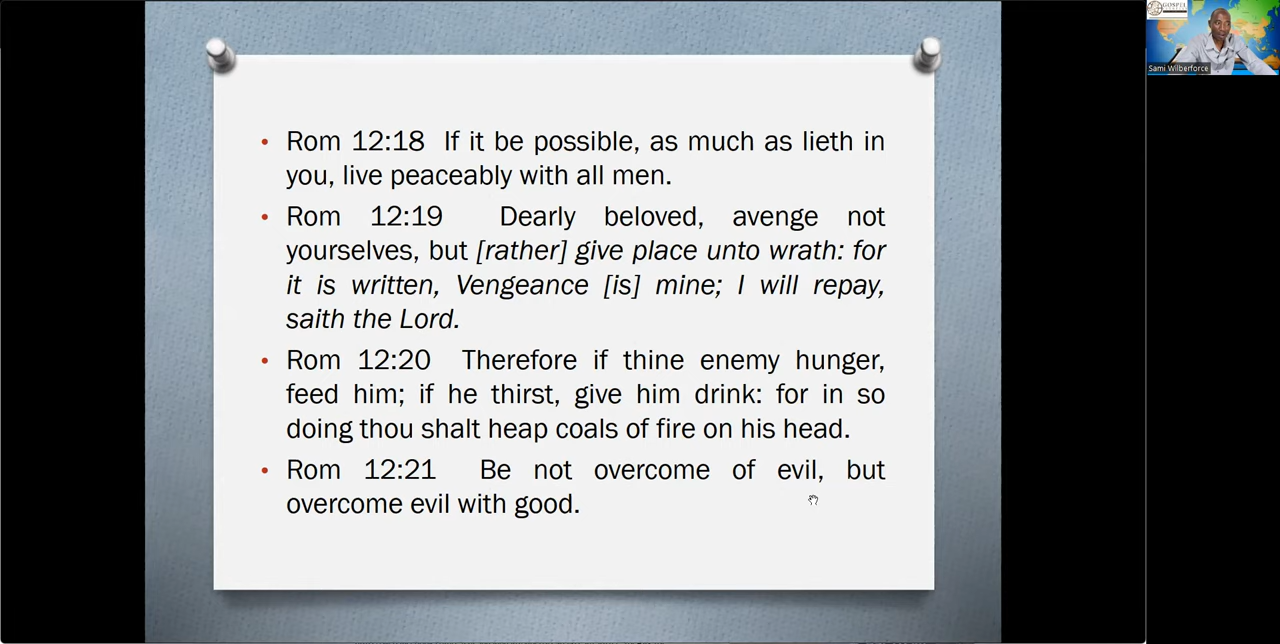 GOSPEL
Sami Wilberforce
• Rom 12:18 If it be possible, as much as lieth in
you, live peaceably with all men.
• Rom 12:19 Dearly beloved, avenge not
yourselves, but [rather] give place unto wrath: for
it is written, Vengeance [is] mine; I will repay,
saith the Lord.
• Rom 12:20 Therefore if thine enemy hunger,
feed him; if he thirst, give him drink: for in so
doing thou shalt heap coals of fire on his head.
• Rom 12:21 Be not overcome of evil, but
overcome evil with good.